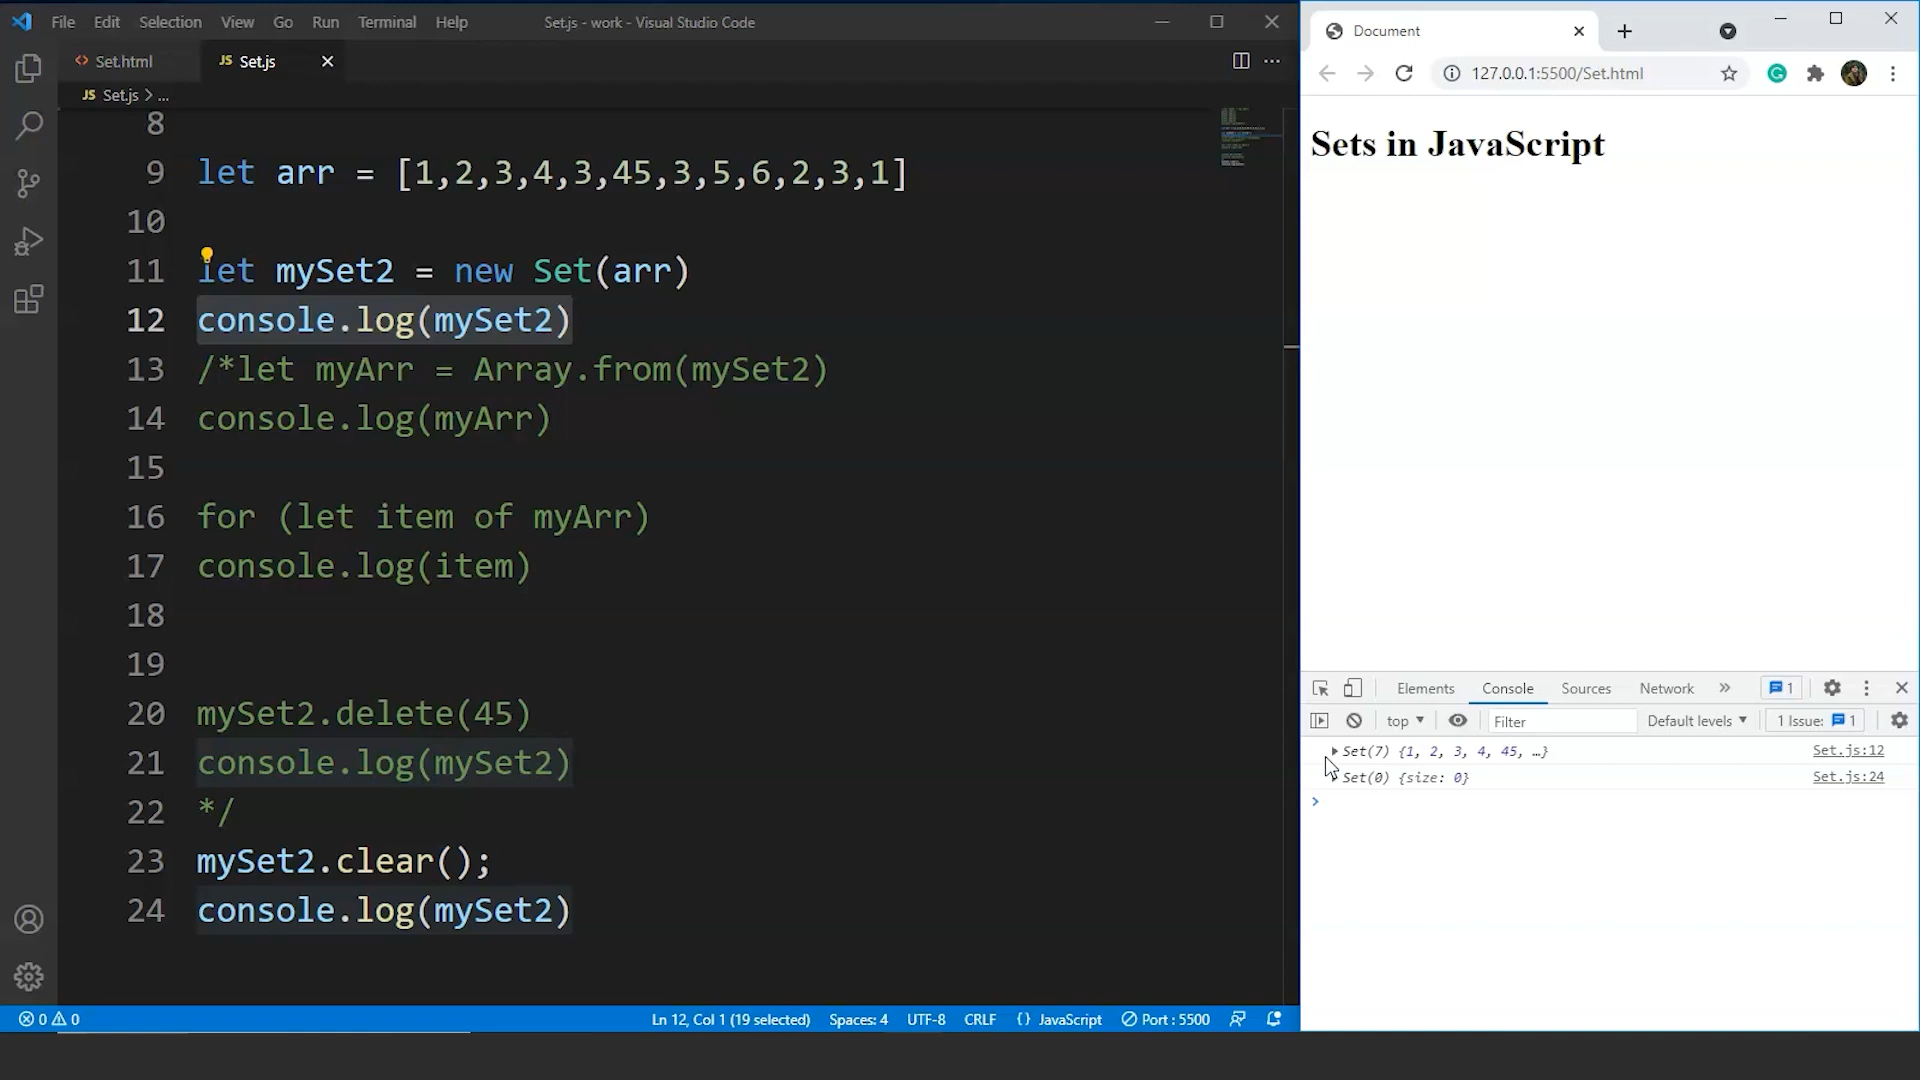 File Edit Selection View Go Run Terminal Help Set.js - work - Visual Studio Code
Set.html JS Set.js
JS Set.js > ...
8
9 let arr = [1,2,3,4,3,45,3,5,6,2,3,1]
10
11 let mySet2 = new Set(arr)
12 console.log(mySet2)
13 /*let myArr = Array.from(mySet2)
14 console.log(myArr)
15
16 for (let item of myArr)
17 console.log(item)
18
19
20 mySet2.delete(45)
21 console.log(mySet2)
22 */
23 mySet2.clear();
24 console.log(mySet2)
0 0 Ln 12, Col 1 (19 selected) Spaces: 4 UTF-8 CRLF {} JavaScript Port : 5500
Document
127.0.0.1:5500/Set.html
Sets in JavaScript
Elements Console Sources Network » 1
top Filter Default levels 1 Issue: 1
Set(7) {1, 2, 3, 4, 45, …} Set.js:12
Set(0) {size: 0} Set.js:24
>